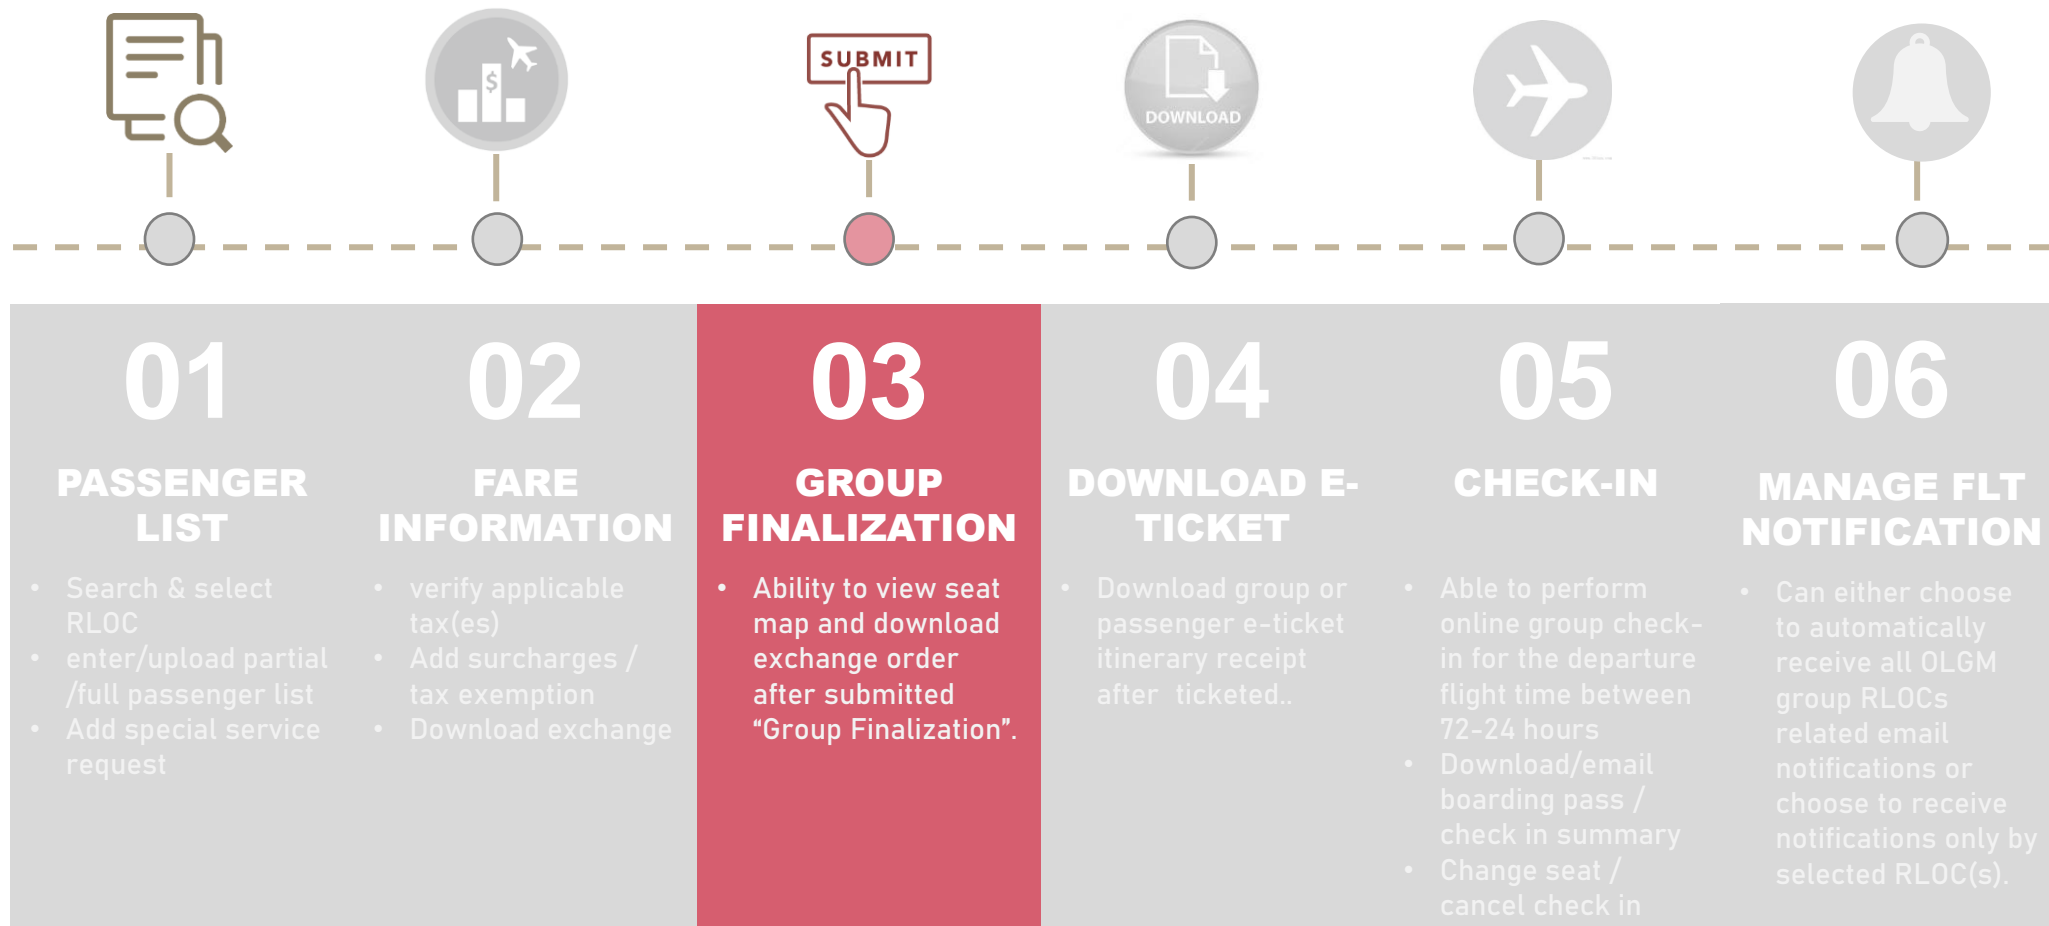 SUBMIT
DOWNLOAD
01
PASSENGER
LIST
• Search & select
RLOC
• enter/upload partial
/full passenger list
• Add special service
request
02
FARE
INFORMATION
• verify applicable
tax(es)
• Add surcharges /
tax exemption
• Download exchange
03
GROUP
FINALIZATION
• Ability to view seat
map and download
exchange order
after submitted
“Group Finalization”.
04
DOWNLOAD E-
TICKET
• Download group or
passenger e-ticket
itinerary receipt
after  ticketed..
05
CHECK-IN
• Able to perform
online group check-
in for the departure
flight time between
72-24 hours
• Download/email
boarding pass /
check in summary
• Change seat /
cancel check in
06
MANAGE FLT
NOTIFICATION
• Can either choose
to automatically
receive all OLGM
group RLOCs
related email
notifications or
choose to receive
notifications only by
selected RLOC(s).